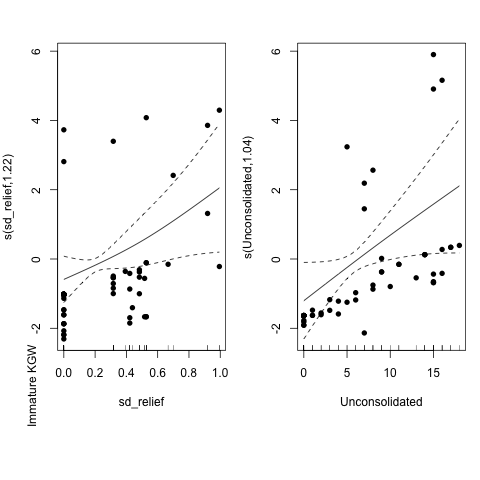 s(sd_relief,1.22)
6
4
2
0
-2
0.0 0.2 0.4 0.6 0.8 1.0
sd_relief
Immature KGW
s(Unconsolidated,1.04)
6
4
2
0
-2
0 5 10 15
Unconsolidated